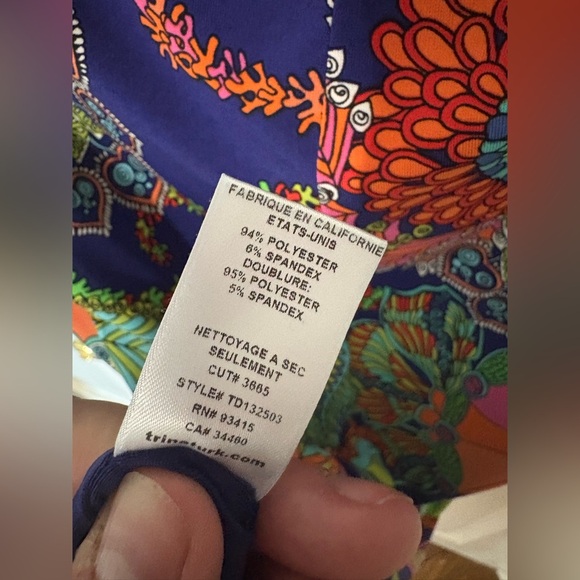 FABRIQUE EN CALIFORNIE
ETATS-UNIS
94% POLYESTER
6% SPANDEX
DOUBLURE:
95% POLYESTER
5% SPANDEX
NETTOYAGE A SEC
SEULEMENT
CUT# 3665
STYLE# TD132503
RN# 93415
CA# 34460
trinaturk.com